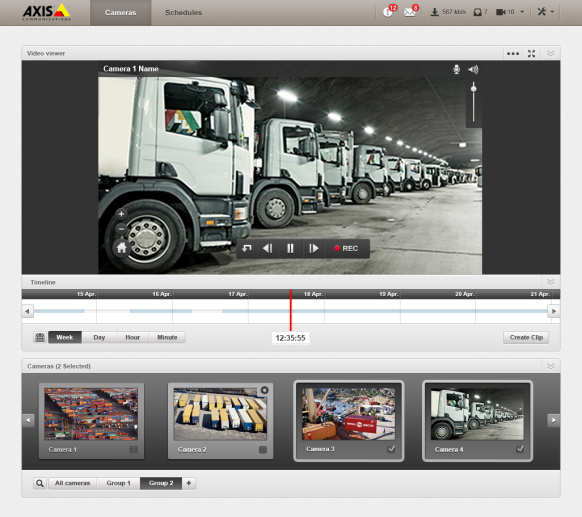 AXIS
COMMUNICATIONS
Cameras
Schedules
12
8
567 kb/s
7
10
Video viewer
Camera 1 Name
REC
Timeline
15 Apr.
16 Apr.
17 Apr.
18 Apr.
19 Apr.
20 Apr.
21 Apr.
Week
Day
Hour
Minute
12:35:55
Create Clip
Cameras (2 Selected)
Camera 1
Camera 2
Camera 3
Camera 4
All cameras
Group 1
Group 2
+